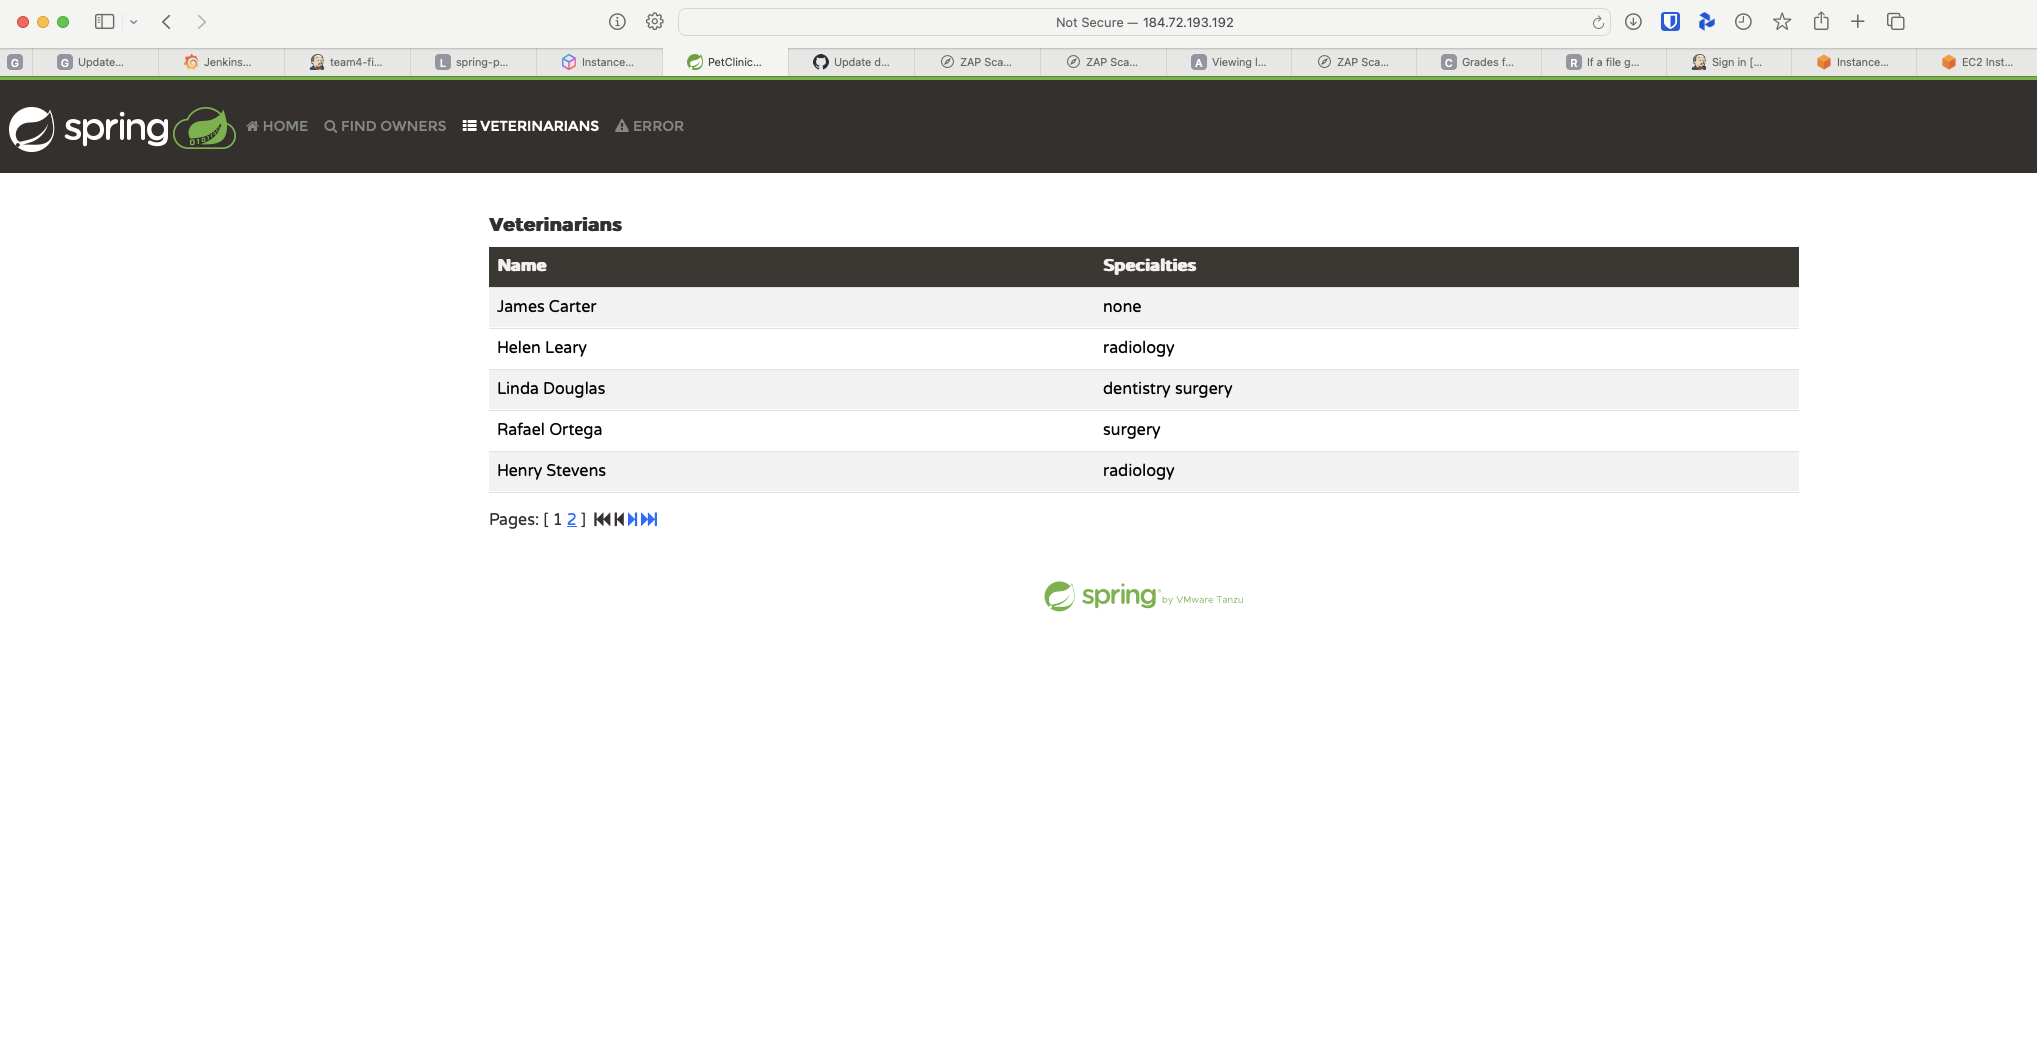 Not Secure — 184.72.193.192
G G Update... Jenkins... team4-fi... L spring-p... Instance... PetClinic... Update d... ZAP Sca... ZAP Sca... A Viewing l... ZAP Sca... C Grades f... R If a file g... Sign in [... Instance... EC2 Inst...
spring HOME FIND OWNERS VETERINARIANS ERROR
Veterinarians
Name Specialties
James Carter none
Helen Leary radiology
Linda Douglas dentistry surgery
Rafael Ortega surgery
Henry Stevens radiology
Pages: [ 1 2 ]
spring by VMware Tanzu